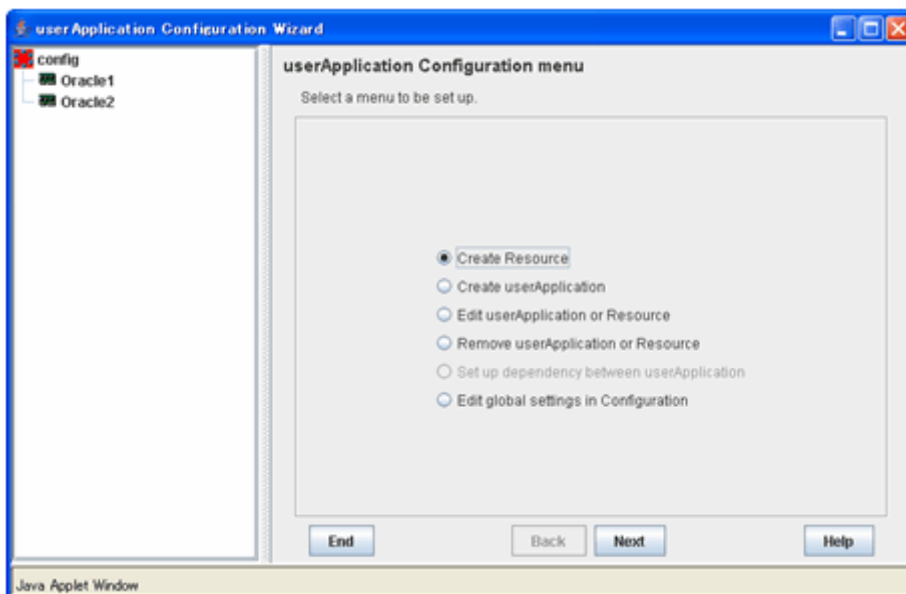 userApplication Configuration Wizard
config
Oracle1
Oracle2
userApplication Configuration menu
Select a menu to be set up.
Create Resource
Create userApplication
Edit userApplication or Resource
Remove userApplication or Resource
Set up dependency between userApplication
Edit global settings in Configuration
End
Back
Next
Help
Java Applet Window